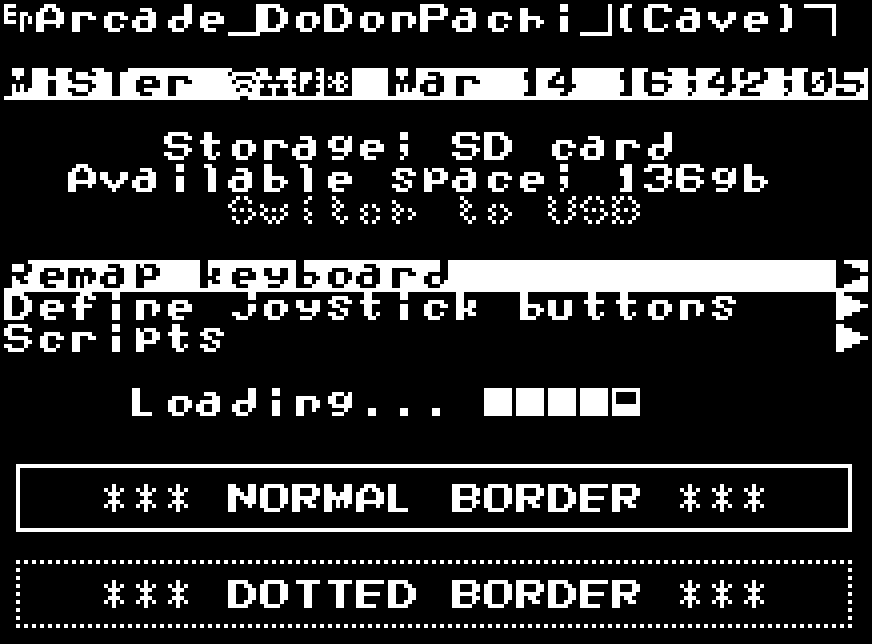 Arcade_DoDonPachi_(Cave)
MiSTer Mar 14 16:42:05
Storage: SD card
Available space: 136gb
Switch to USB
Remap keyboard
Define joystick buttons
Scripts
Loading...
*** NORMAL BORDER ***
*** DOTTED BORDER ***